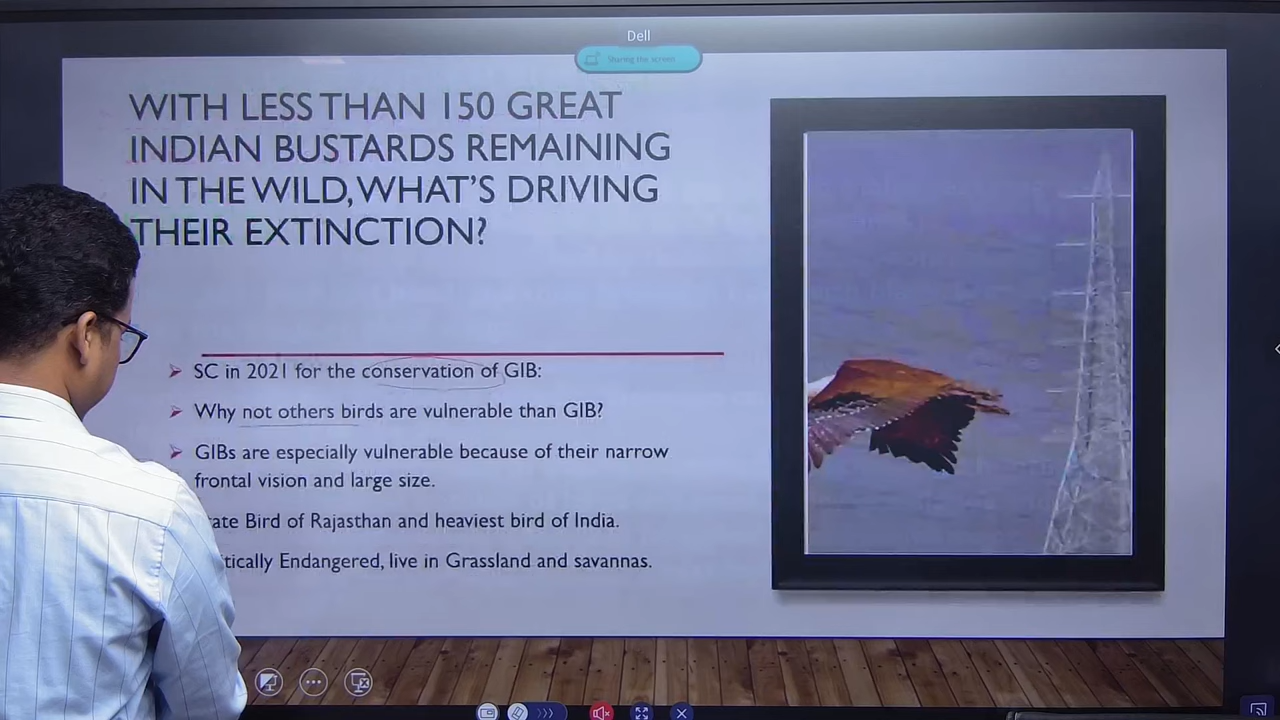 Dell
Sharing the screen
WITH LESS THAN 150 GREAT
INDIAN BUSTARDS REMAINING
IN THE WILD, WHAT'S DRIVING
THEIR EXTINCTION?
➤ SC in 2021 for the conservation of GIB:
➤ Why not others birds are vulnerable than GIB?
➤ GIBs are especially vulnerable because of their narrow
frontal vision and large size.
ate Bird of Rajasthan and heaviest bird of India.
tically Endangered, live in Grassland and savannas.